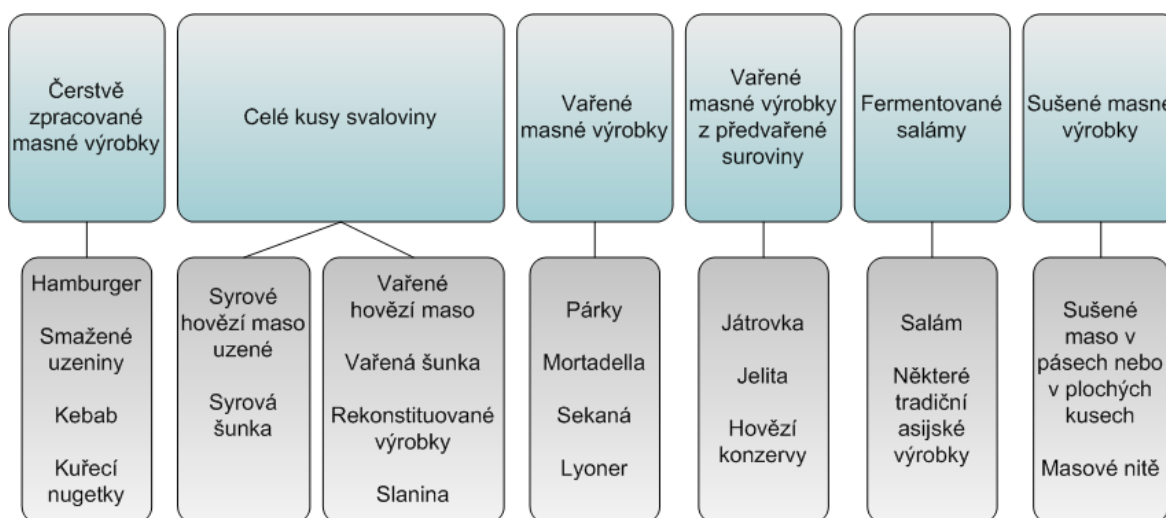 Čerstvě
zpracované
masné výrobky
Celé kusy svaloviny
Vařené
masné výrobky
Vařené
masné výrobky
z předvařené
suroviny
Fermentované
salámy
Sušené masné
výrobky
Hamburger
Smažené
uzeniny
Kebab
Kuřecí
nugetky
Syrové
hovězí maso
uzené
Syrová
šunka
Vařené
hovězí maso
Vařená šunka
Rekonstituované
výrobky
Slanina
Párky
Mortadella
Sekaná
Lyoner
Játrovka
Jelita
Hovězí
konzervy
Salám
Některé
tradiční
asijské
výrobky
Sušené
maso v
pásech nebo
v plochých
kusech
Masové nitě